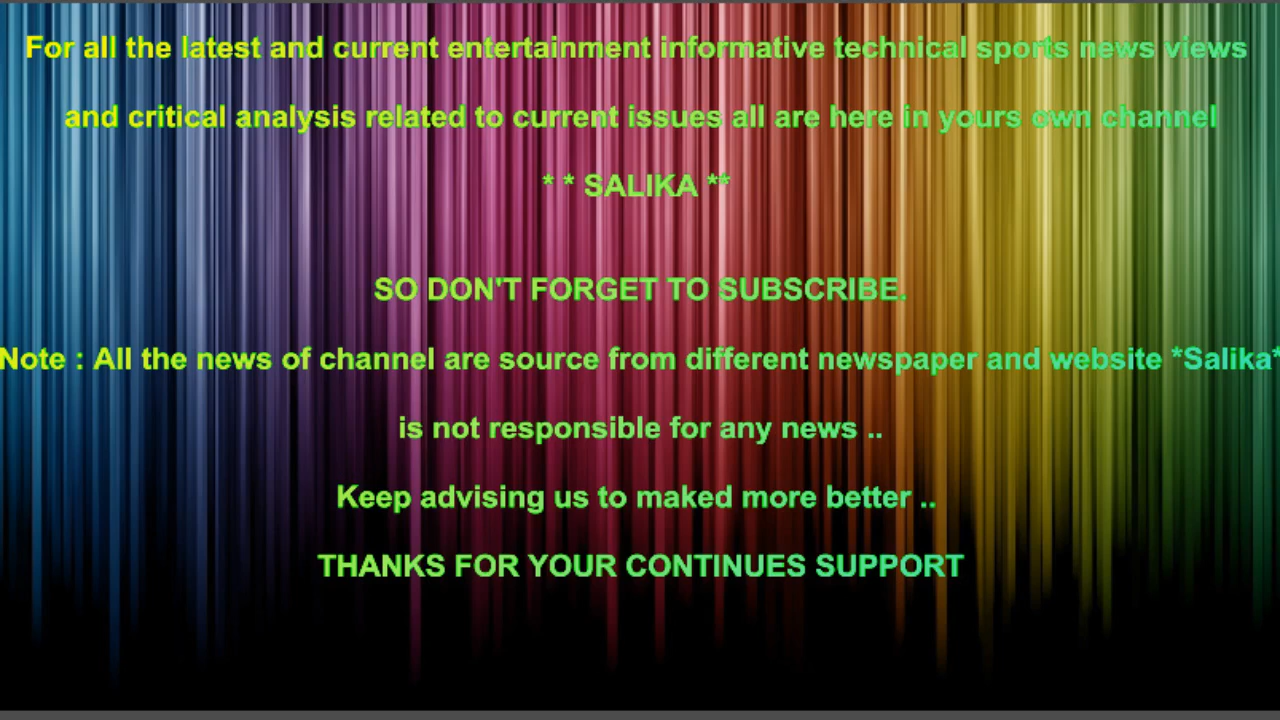 For all the latest and current entertainment informative technical sports news views
and critical analysis related to current issues all are here in yours own channel
* * SALIKA **
SO DON'T FORGET TO SUBSCRIBE.
Note : All the news of channel are source from different newspaper and website *Salika*
is not responsible for any news ..
Keep advising us to maked more better ..
THANKS FOR YOUR CONTINUES SUPPORT